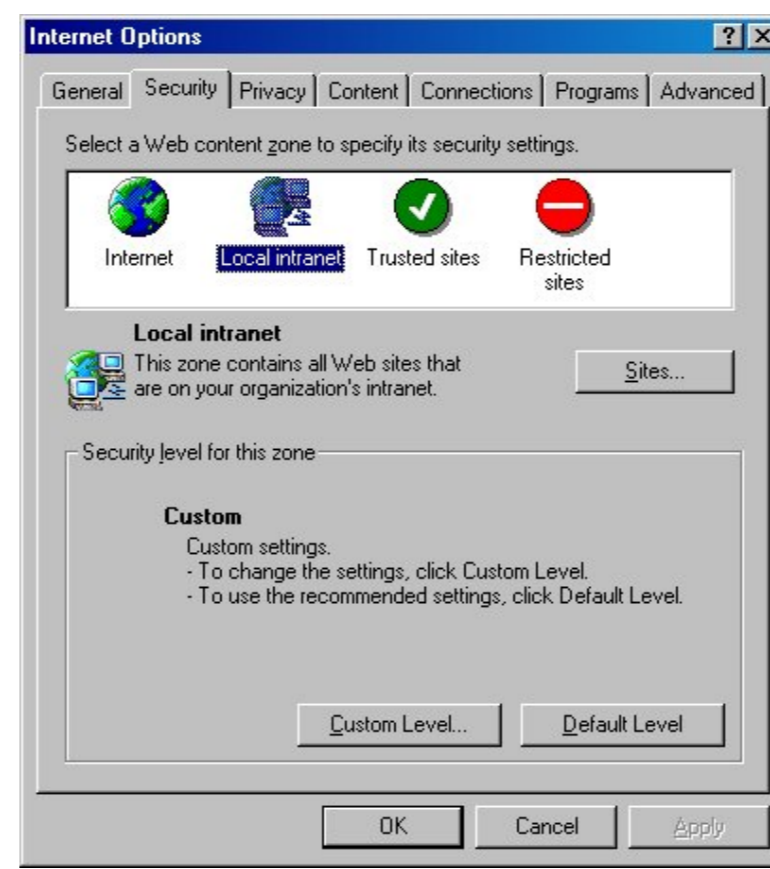 Internet Options
General Security Privacy Content Connections Programs Advanced
Select a Web content zone to specify its security settings.
Internet Local intranet Trusted sites Restricted
sites
Local intranet
This zone contains all Web sites that
are on your organization's intranet.
Sites...
Security level for this zone
Custom
Custom settings.
- To change the settings, click Custom Level.
- To use the recommended settings, click Default Level.
Custom Level... Default Level
OK Cancel Apply